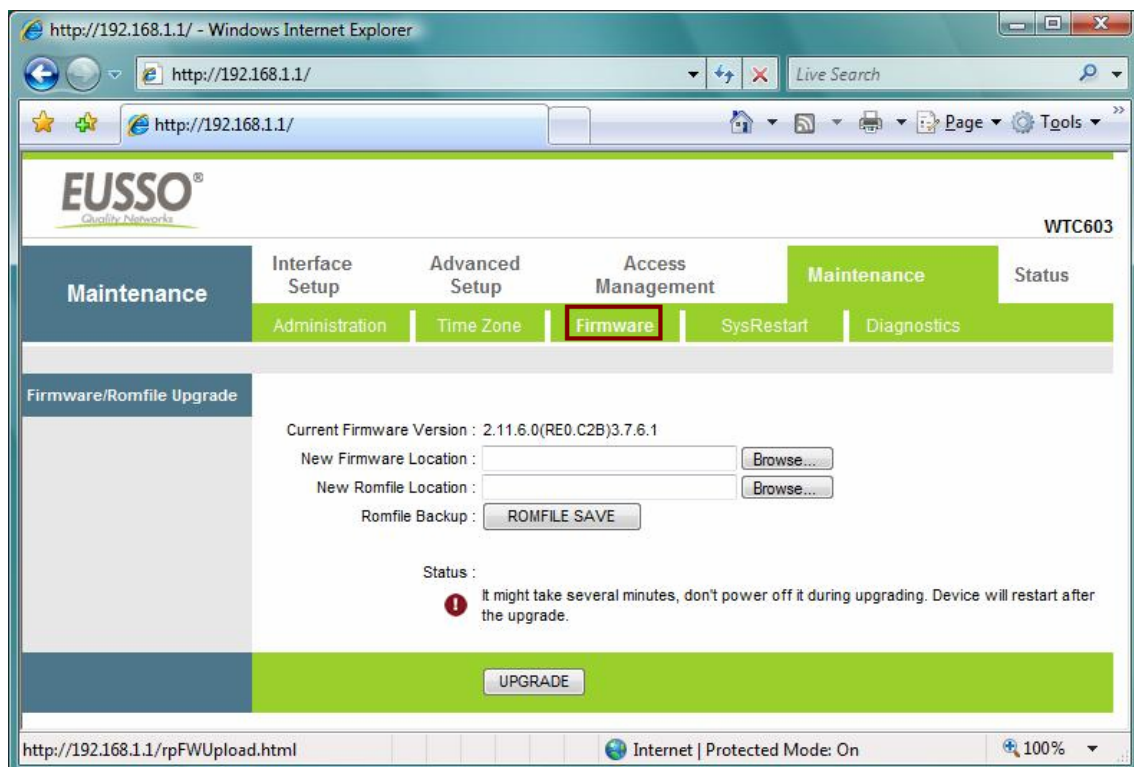 http://192.168.1.1/ - Windows Internet Explorer
http://192.168.1.1/
Live Search
http://192.168.1.1/
Page
Tools
EUSSO®
Quality Networks
WTC603
Maintenance
Interface Setup
Advanced Setup
Access Management
Maintenance
Status
Administration
Time Zone
Firmware
SysRestart
Diagnostics
Firmware/Romfile Upgrade
Current Firmware Version : 2.11.6.0(RE0.C2B)3.7.6.1
New Firmware Location :
Browse...
New Romfile Location :
Browse...
Romfile Backup :
ROMFILE SAVE
Status :
It might take several minutes, don't power off it during upgrading. Device will restart after
the upgrade.
UPGRADE
http://192.168.1.1/rpFWUpload.html
Internet | Protected Mode: On
100%